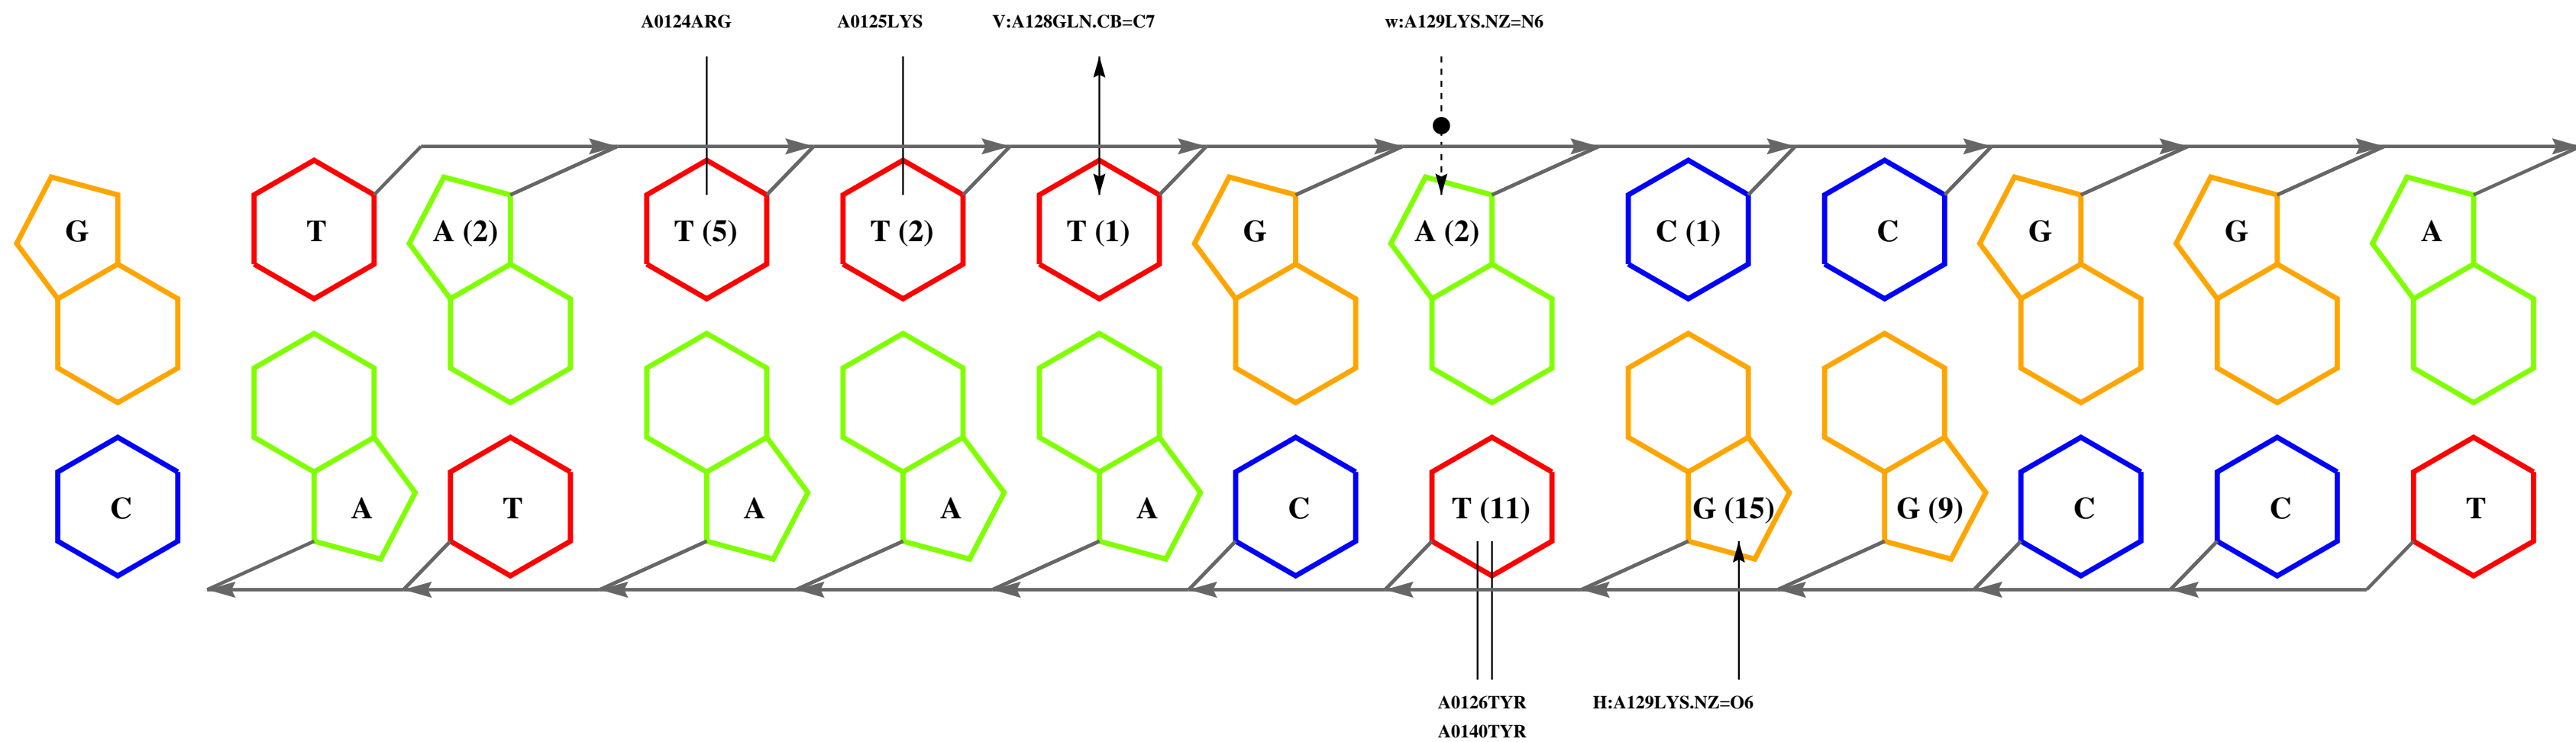 A0124ARG A0125LYS V:A128GLN.CB=C7 w:A129LYS.NZ=N6
G T A (2) T (5) T (2) T (1) G A (2) C (1) C G G A
C A T A A A C T (11) G (15) G (9) C C T
A0126TYR H:A129LYS.NZ=O6
A0140TYR